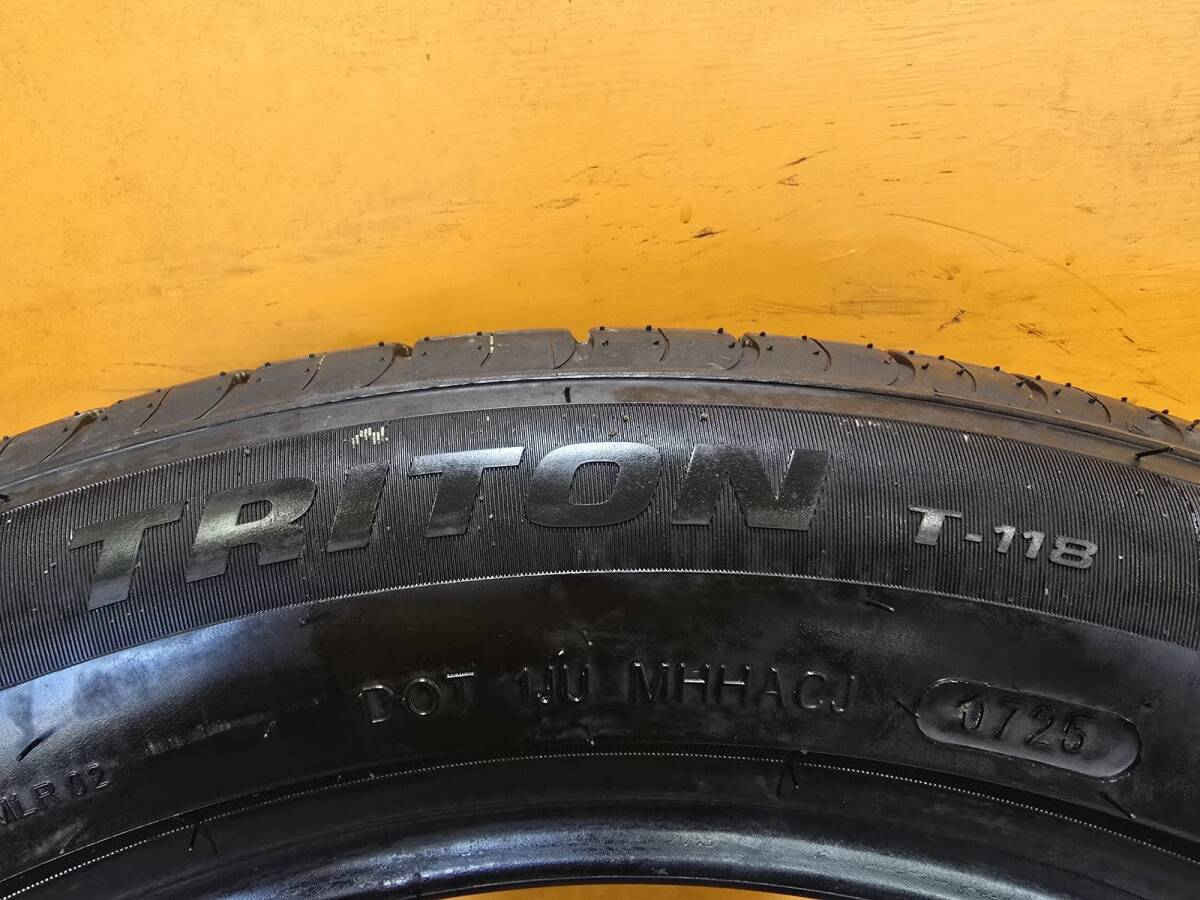 TRITON T-118
DOT 1JU MHHACJ 0725